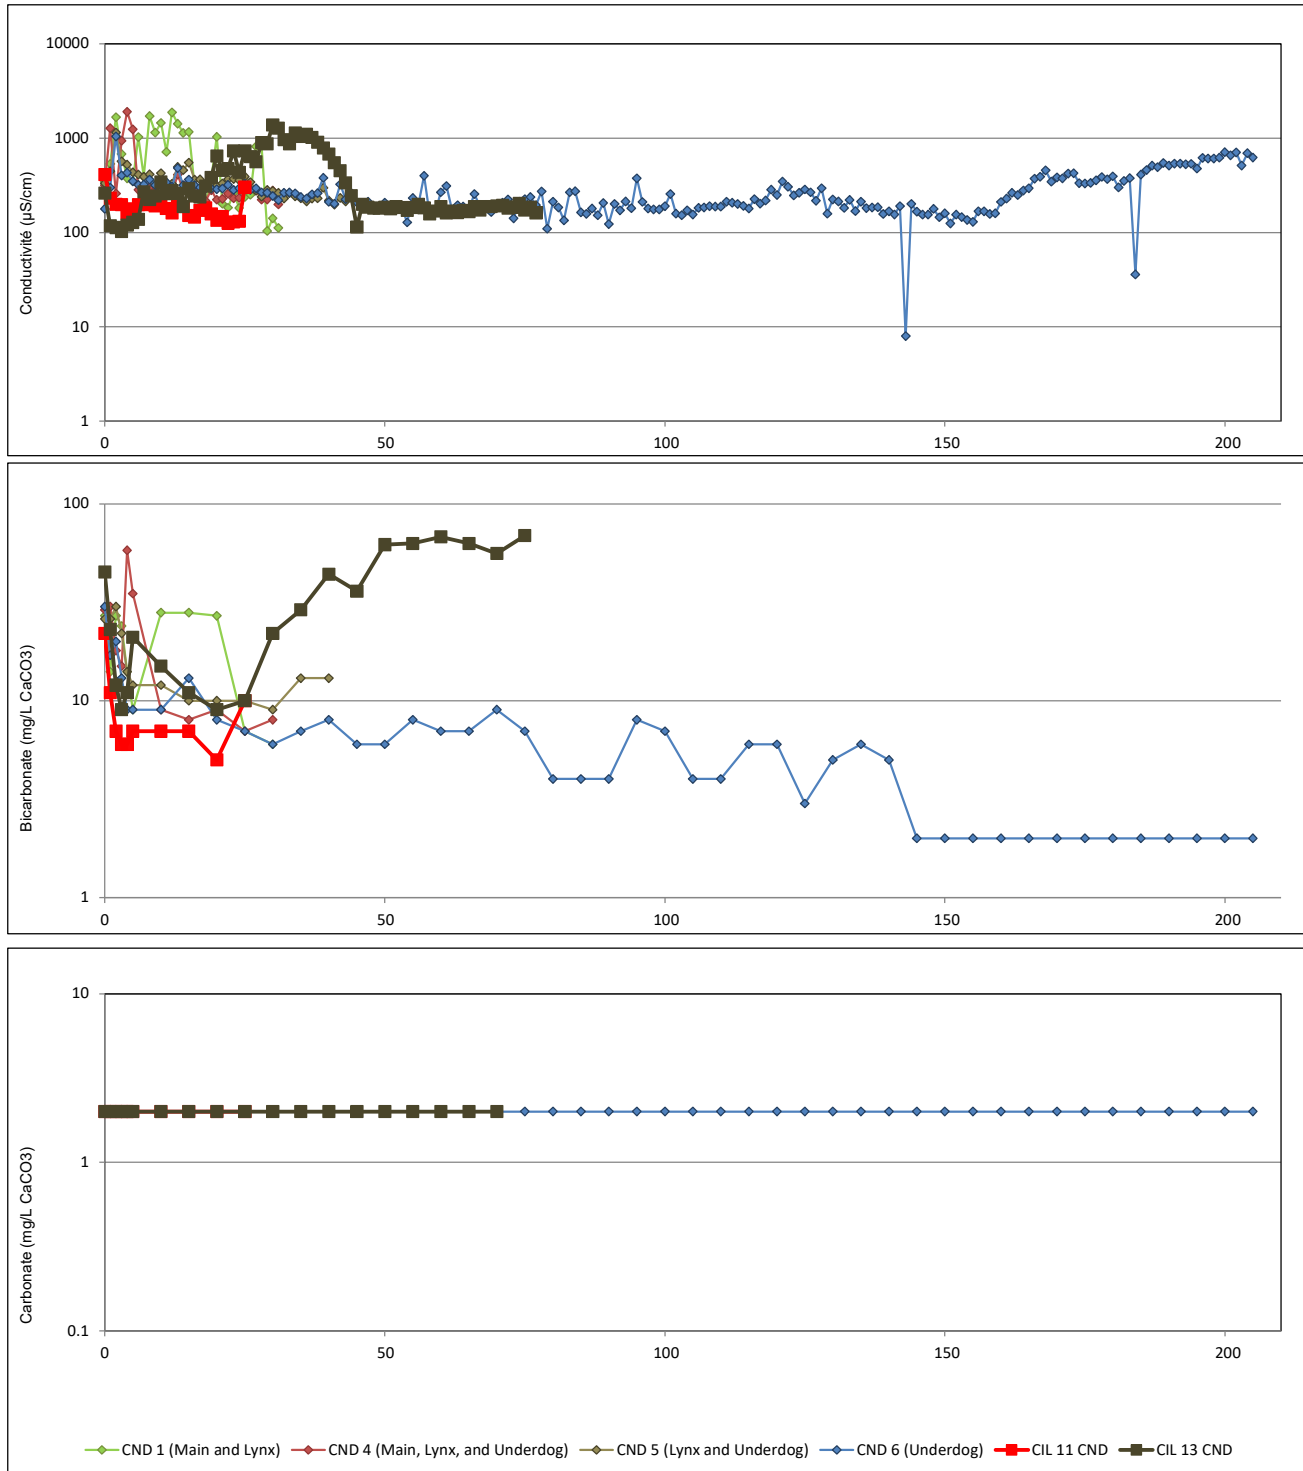 Conductivité (µS/cm)
10000
1000
100
10
1
0 50 100 150 200
Bicarbonate (mg/L CaCO3)
100
10
1
0 50 100 150 200
Carbonate (mg/L CaCO3)
10
1
0.1
0 50 100 150 200
CND 1 (Main and Lynx) CND 4 (Main, Lynx, and Underdog) CND 5 (Lynx and Underdog) CND 6 (Underdog) CIL 11 CND CIL 13 CND